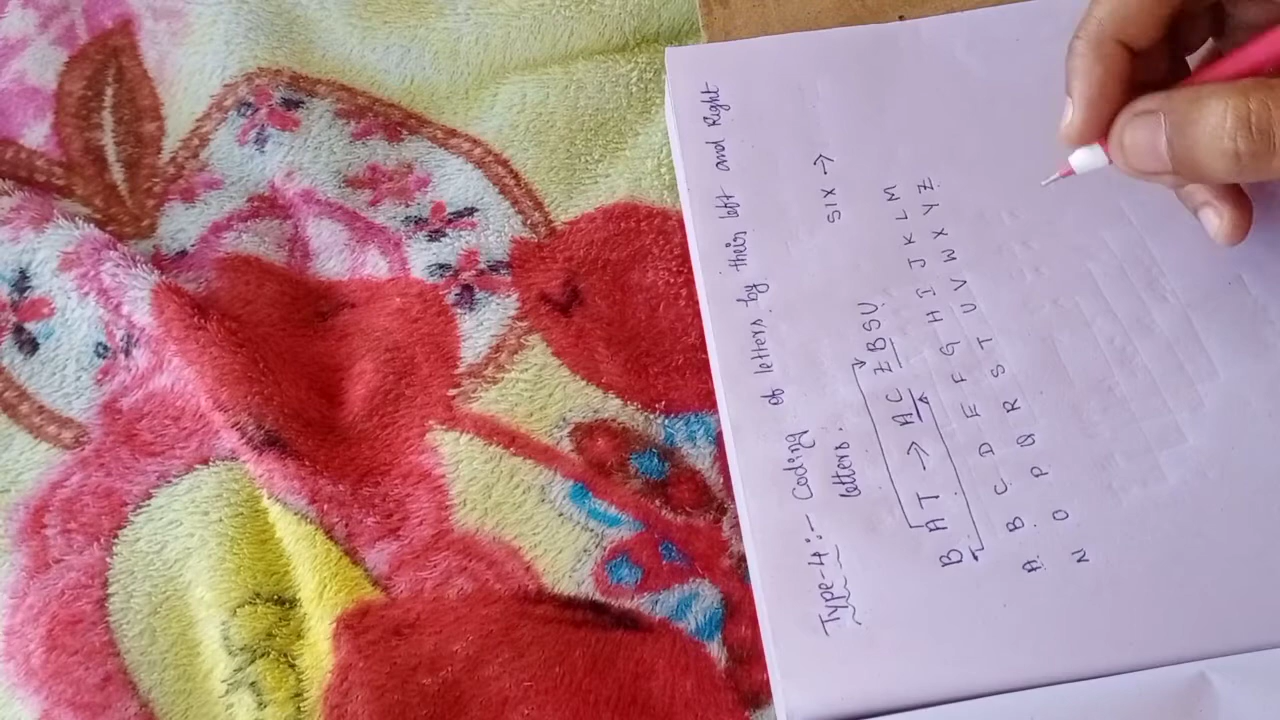 Type-4:- Coding of letters by their left and Right
letters.
BAT → AC ZB SU
SIX →
A B C D E F G H I J K L M
N O P Q R S T U V W X Y Z